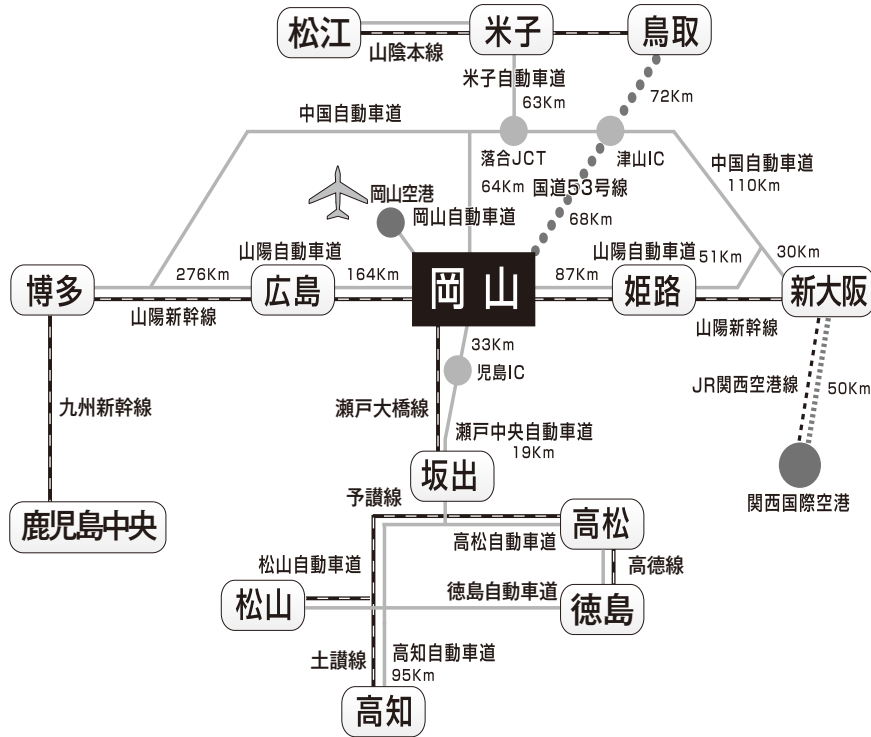 松江
米子
鳥取
山陰本線
米子自動車道
63Km
72Km
中国自動車道
落合JCT
津山IC
中国自動車道
110Km
64Km
国道53号線
68Km
岡山空港
岡山自動車道
山陽自動車道
山陽自動車道
51Km
30Km
博多
276Km
広島
164Km
岡山
87Km
姫路
新大阪
山陽新幹線
山陽新幹線
33Km
児島IC
JR関西空港線
50Km
九州新幹線
瀬戸大橋線
瀬戸中央自動車道
19Km
坂出
関西国際空港
予讃線
鹿児島中央
高松
高松自動車道
松山自動車道
高徳線
松山
徳島自動車道
徳島
土讃線
高知自動車道
95Km
高知